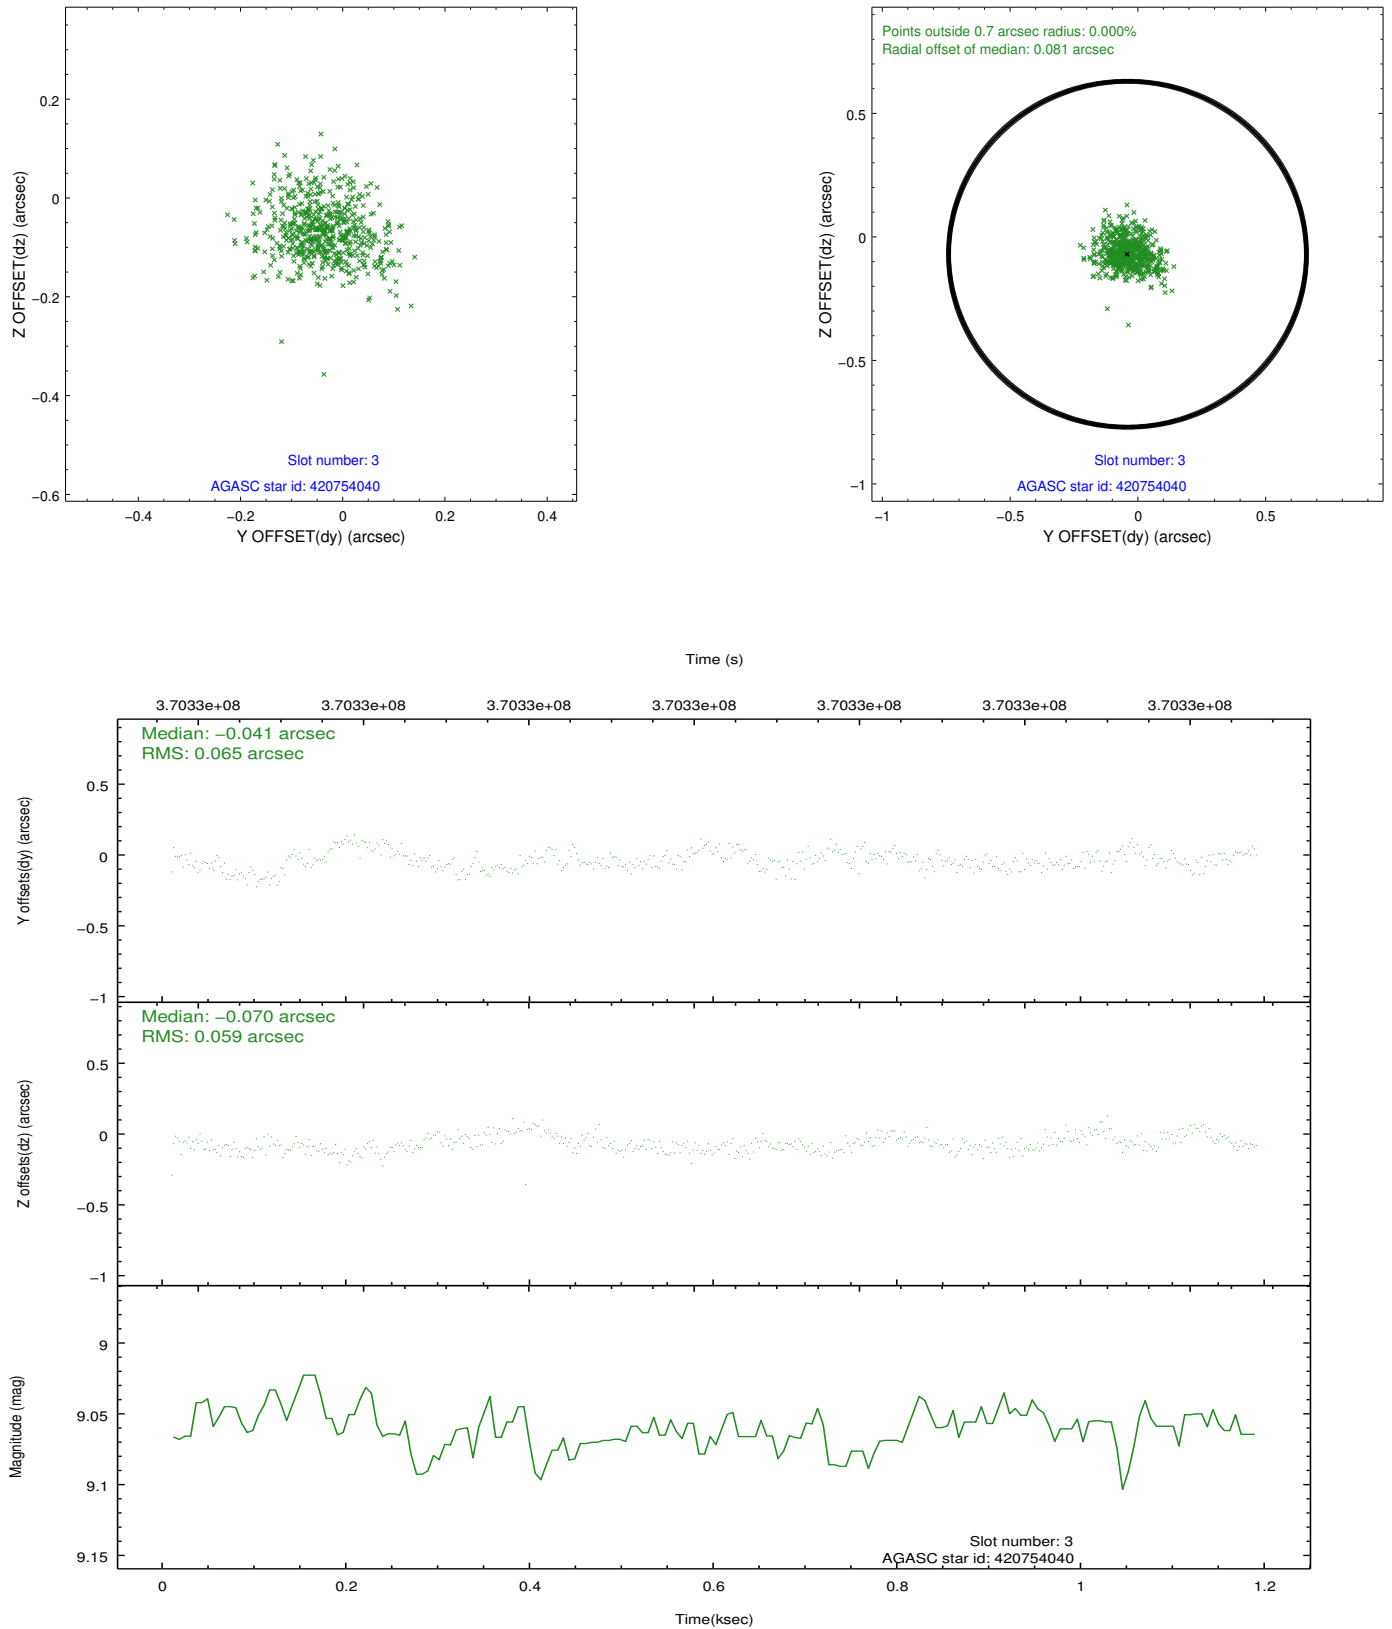 Points outside 0.7 arcsec radius: 0.000%
Radial offset of median: 0.081 arcsec
0.2
0
−0.2
−0.4
−0.6
Z OFFSET(dz) (arcsec)
Slot number: 3
AGASC star id: 420754040
−0.4 −0.2 0 0.2 0.4
Y OFFSET(dy) (arcsec)
0.5
0
−0.5
−1
Z OFFSET(dz) (arcsec)
Slot number: 3
AGASC star id: 420754040
−1 −0.5 0 0.5
Y OFFSET(dy) (arcsec)
Time (s)
3.7033e+08 3.7033e+08 3.7033e+08 3.7033e+08 3.7033e+08 3.7033e+08 3.7033e+08
Median: −0.041 arcsec
RMS: 0.065 arcsec
0.5
0
−0.5
−1
Y offsets(dy) (arcsec)
Median: −0.070 arcsec
RMS: 0.059 arcsec
0.5
0
−0.5
−1
Z offsets(dz) (arcsec)
9
9.05
9.1
9.15
Magnitude (mag)
Slot number: 3
AGASC star id: 420754040
0 0.2 0.4 0.6 0.8 1 1.2
Time(ksec)